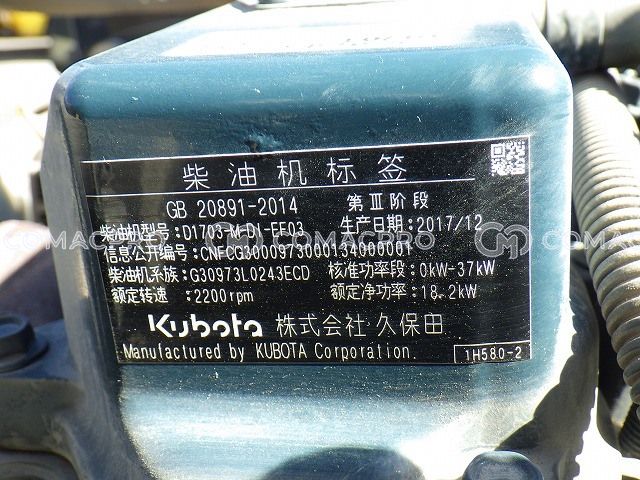 柴油机标签
GB 20891-2014 第Ⅲ阶段
柴油机型号:D1703-M-D1-EF03 生产日期:2017/12
信息公开编号:CNFCG3000973000134000001
柴油机系族:G30973L0243ECD 核准功率段:0kW-37kW
额定转速:2200rpm 额定净功率:18.2kW
Kubota 株式会社 久保田
Manufactured by KUBOTA Corporation. 1H580-2
COMACPRO